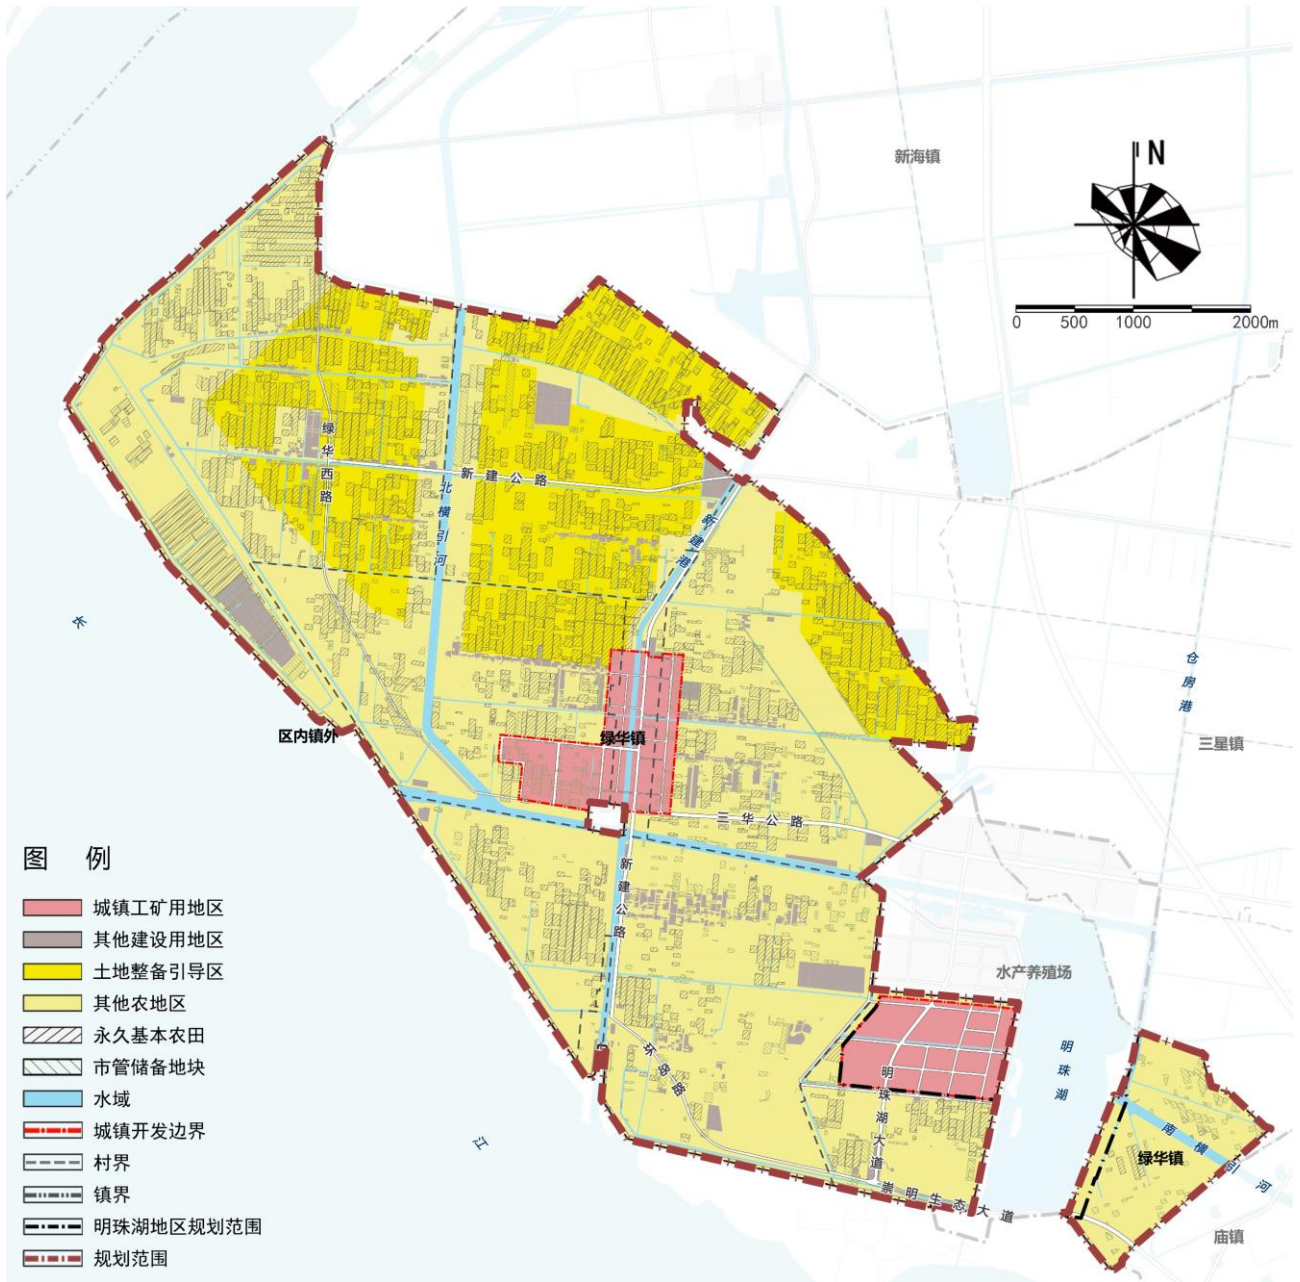 N
新海镇
0 500 1000 2000m
绿华西路
新建公路
北横引河
新建港
长
仓房港
区内镇外
绿华镇
三星镇
三华公路
图 例
新建公路
城镇工矿用地区
其他建设用地区
土地整备引导区
水产养殖场
其他农地区
永久基本农田
环岛路
明珠湖
市管储备地块
明珠湖大道
水域
城镇开发边界
江
南横引河
绿华镇
村界
镇界
崇明生态大道
明珠湖地区规划范围
庙镇
规划范围